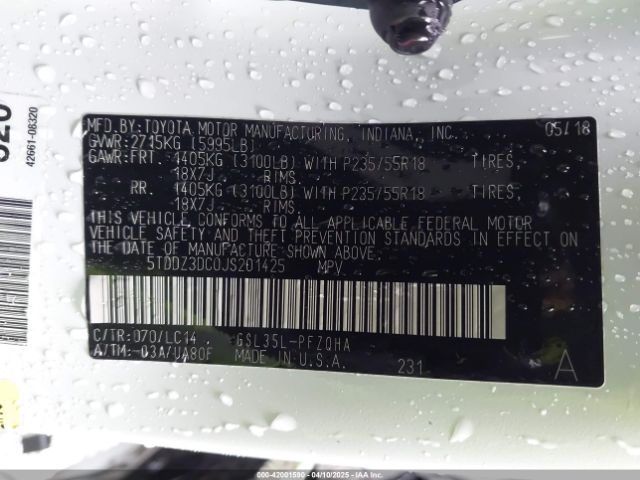 MFD.BY:TOYOTA MOTOR MANUFACTURING, INDIANA, INC. 05/18
GVWR:2715KG (5995LB)
GAWR:FRT. 1405KG (3100LB) WITH P235/55R18 TIRES,
18X7J RIMS,
RR. 1405KG (3100LB) WITH P235/55R18 TIRES,
18X7J RIMS,
THIS VEHICLE CONFORMS TO ALL APPLICABLE FEDERAL MOTOR
VEHICLE SAFETY AND THEFT PREVENTION STANDARDS IN EFFECT ON
THE DATE OF MANUFACTURE SHOWN ABOVE.
5TDDZ3DC0JS201425 MPV
C/TR:070/LC14 GSL35L-PFZQHA
A/TM:-03A/UA80F MADE IN U.S.A. 231 A
42661-08320
000-42001590 - 04/10/2025 - IAAI.COM